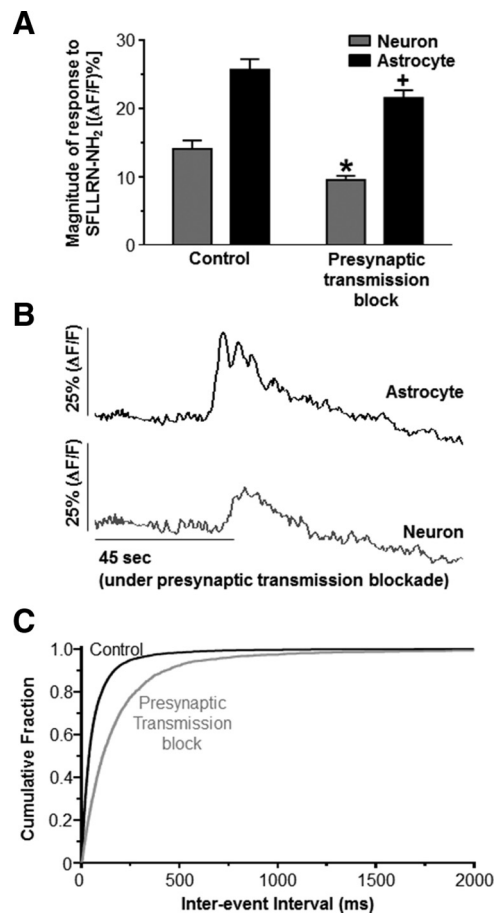 A
Magnitude of response to
SFLLRN-NH2 [(ΔF/F)%]
30
20
10
0
Neuron
Astrocyte
*
+
Control
Presynaptic
transmission
block
B
25% (ΔF/F)
Astrocyte
25% (ΔF/F)
Neuron
45 sec
(under presynaptic transmission blockade)
C
Cumulative Fraction
1.0
0.8
0.6
0.4
0.2
0
Control
Presynaptic
Transmission
block
0 500 1000 1500 2000
Inter-event Interval (ms)